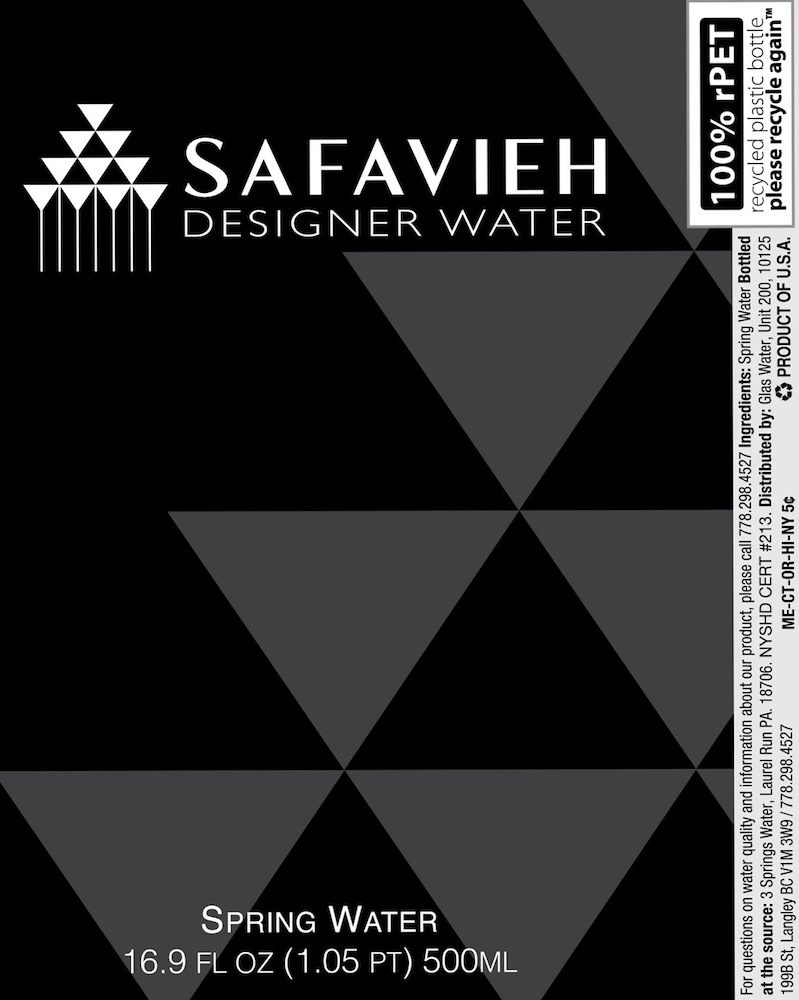 SAFAVIEH
DESIGNER WATER
SPRING WATER
16.9 FL OZ (1.05 PT) 500ML
100% rPET
recycled plastic bottle
please recycle again™
For questions on water quality and information about our product, please call 778.298.4527 Ingredients: Spring Water Bottled
at the source: 3 Springs Water, Laurel Run PA. 18706. NYSHD CERT #213. Distributed by: Glas Water, Unit 200, 10125
199B St, Langley BC V1M 3W9 / 778.298.4527 ME-CT-OR-HI-NY 5¢ ♻ PRODUCT OF U.S.A.